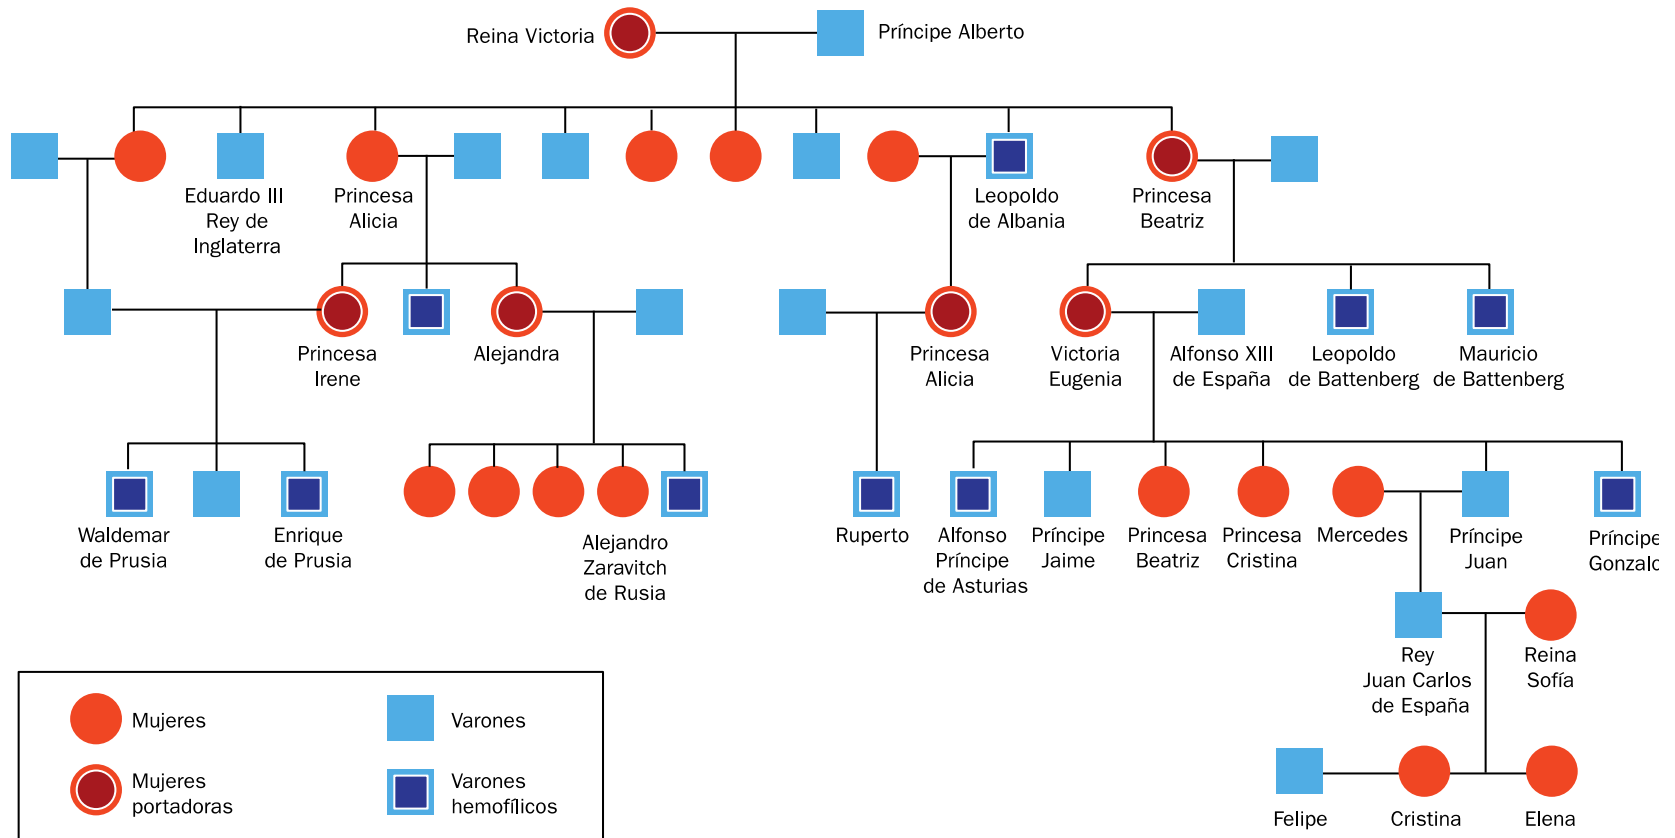 Reina Victoria
Príncipe Alberto
Eduardo III
Rey de
Inglaterra
Princesa
Alicia
Leopoldo
de Albania
Princesa
Beatriz
Princesa
Irene
Alejandra
Princesa
Alicia
Victoria
Eugenia
Alfonso XIII
de España
Leopoldo
de Battenberg
Mauricio
de Battenberg
Waldemar
de Prusia
Enrique
de Prusia
Alejandro
Zaravitch
de Rusia
Ruperto
Alfonso
Príncipe
de Asturias
Príncipe
Jaime
Princesa
Beatriz
Princesa
Cristina
Mercedes
Príncipe
Juan
Príncipe
Gonzalo
Rey
Juan Carlos
de España
Reina
Sofía
Felipe
Cristina
Elena
Mujeres
Varones
Mujeres
portadoras
Varones
hemofílicos